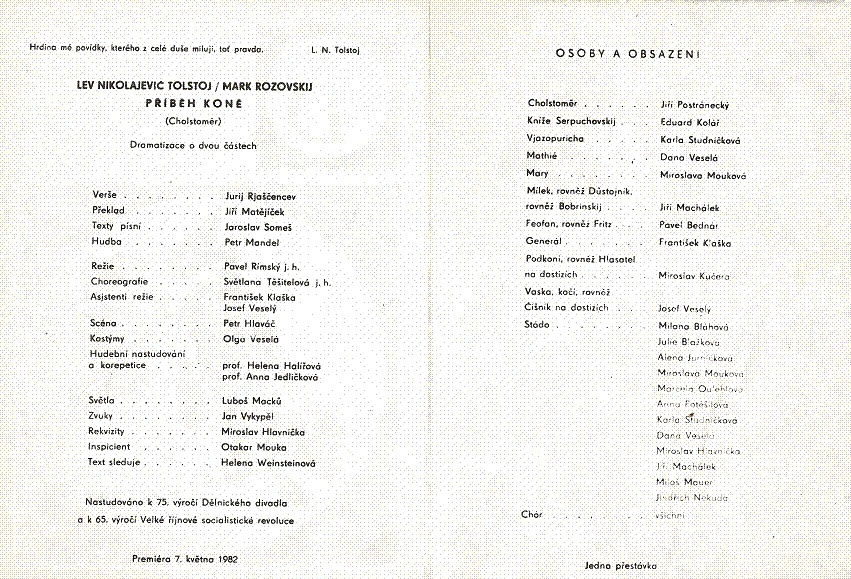 Hrdina mé povídky, kterého z celé duše miluji, toť pravda. L. N. Tolstoj
LEV NIKOLAJEVIČ TOLSTOJ / MARK ROZOVSKIJ
PŘÍBĚH KONĚ
(Cholstoměr)
Dramatizace o dvou částech
Verše . . . . . . . . Jurij Rjaščencev
Překlad . . . . . . . Jiří Matějíček
Texty písní . . . . . . Jaroslav Someš
Hudba . . . . . . . Petr Mandel
Režie . . . . . . . . Pavel Rimský j. h.
Choreografie . . . . . Světlana Těšitelová j. h.
Asistenti režie . . . . . František Klaška
Josef Veselý
Scéna . . . . . . . . Petr Hlaváč
Kostýmy . . . . . . . Olga Veselá
Hudební nastudování
a korepetice . . . . . prof. Helena Halířová
prof. Anna Jedličková
Světla . . . . . . . . Luboš Macků
Zvuky . . . . . . . . Jan Vykypěl
Rekvizity . . . . . . . Miroslav Hlavnička
Inspicient . . . . . . Otakar Mouka
Text sleduje . . . . . . Helena Weinsteinová
Nastudováno k 75. výročí Dělnického divadla
a k 65. výročí Velké říjnové socialistické revoluce
Premiéra 7. května 1982
OSOBY A OBSAZENÍ
Cholstoměr . . . . . . Jiří Postránecký
Kníže Serpuchovskij . . . Eduard Kolář
Vjazopuricha . . . . . Karla Studničková
Mathié . . . . . . . Dana Veselá
Mary . . . . . . . . Miroslava Mouková
Milek, rovněž Důstojník,
rovněž Bobrinskij . . . . Jiří Machálek
Feofan, rovněž Fritz . . . Pavel Bednár
Generál . . . . . . . František Klaška
Podkoní, rovněž Hlasatel
na dostizích . . . . . . Miroslav Kučera
Vaska, kočí, rovněž
Číšník na dostizích . . . Josef Veselý
Stádo . . . . . . . . Milana Bláhová
Julie Blažková
Alena Jurníčková
Miroslava Mouková
Marcela
Anna
Karla Studničková
Dana Veselá
Miroslav Hlavnička
Jiří Machálek
Miloš Mauer
Jindřich Nekuda
Chór . . . . . . . . všichni
Jedna přestávka